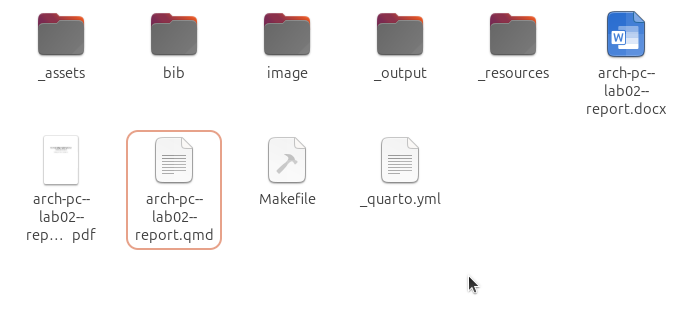 _assets
bib
image
_output
_resources
W
arch-pc--
lab02--
report.docx
arch-pc--
lab02--
rep… pdf
arch-pc--
lab02--
report.qmd
Makefile
_quarto.yml